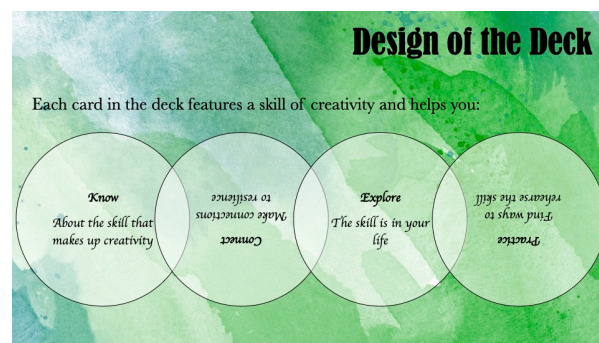 Design of the Deck
Each card in the deck features a skill of creativity and helps you:
Know
About the skill that
makes up creativity
Connect
Make connections
to resilience
Explore
The skill is in your
life
Practice
Find ways to
rehearse the skill